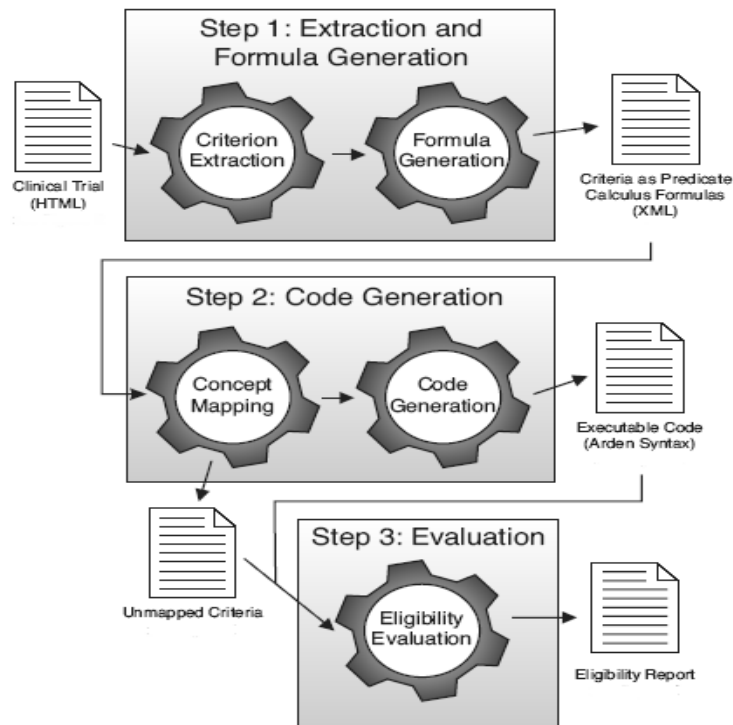 Step 1: Extraction and
Formula Generation
Clinical Trial
(HTML)
Criterion
Extraction
Formula
Generation
Criteria as Predicate
Calculus Formulas
(XML)
Step 2: Code Generation
Concept
Mapping
Code
Generation
Executable Code
(Arden Syntax)
Unmapped Criteria
Step 3: Evaluation
Eligibility
Evaluation
Eligibility Report